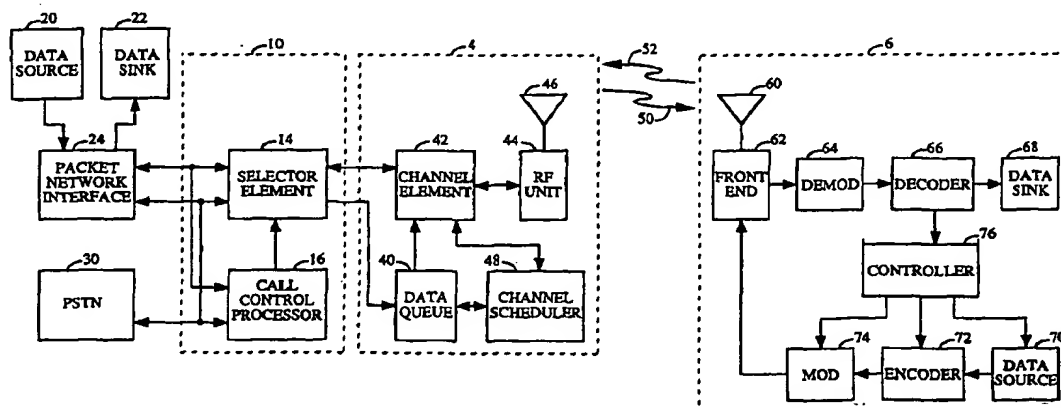 20
DATA
SOURCE
22
DATA
SINK
24
PACKET
NETWORK
INTERFACE
30
PSTN
10
14
SELECTOR
ELEMENT
16
CALL
CONTROL
PROCESSOR
4
42
CHANNEL
ELEMENT
46
44
RF
UNIT
40
DATA
QUEUE
48
CHANNEL
SCHEDULER
52
50
6
60
62
FRONT
END
64
DEMOD
66
DECODER
68
DATA
SINK
76
CONTROLLER
74
MOD
72
ENCODER
70
DATA
SOURCE